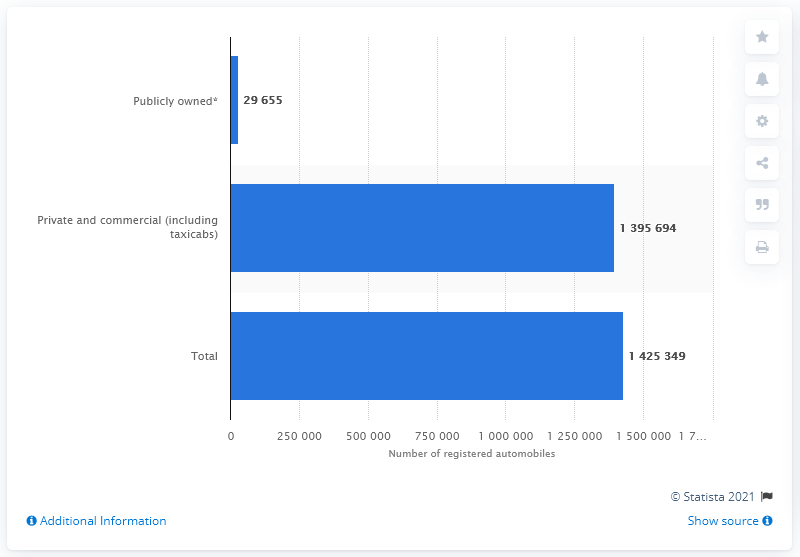 Publicly owned*
29 655
Private and commercial (including
taxicabs)
1 395 694
Total
1 425 349
0 250 000 500 000 750 000 1 000 000 1 250 000 1 500 000 1 7...
Number of registered automobiles
© Statista 2021
Additional Information
Show source